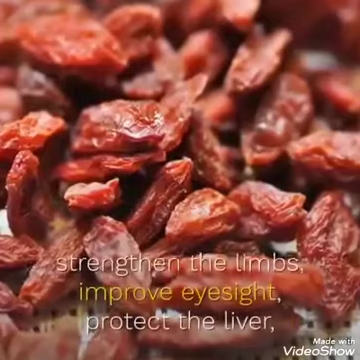 strengthen the limbs,
improve eyesight,
protect the liver,
Made with
VideoShow